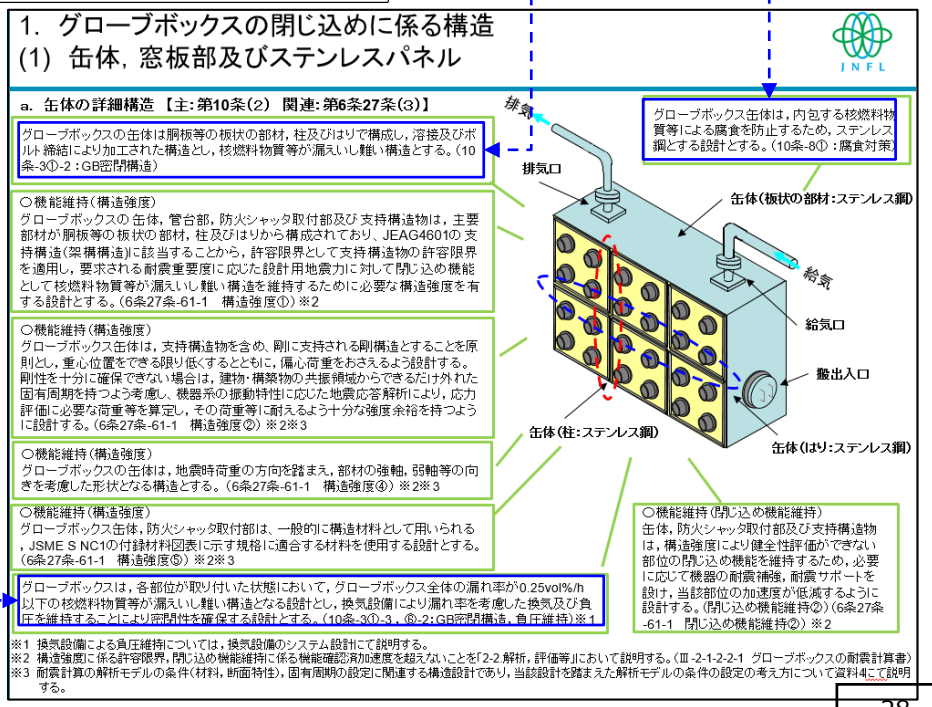 1. グローブボックスの閉じ込めに係る構造
(1) 缶体，窓板部及びステンレスパネル
JNFL
a. 缶体の詳細構造 【主：第10条(2) 関連：第6条27条(3)】
グローブボックスの缶体は胴板等の板状の部材，柱及びはりで構成し，溶接及びボ
ルト締結により加工された構造とし，核燃料物質等が漏えいし難い構造とする。（10
条-3①-2：GB密閉構造）
○機能維持（構造強度）
グローブボックスの缶体，管台部，防火シャッタ取付部及び支持構造物は，主要
部材が胴板等の板状の部材，柱及びはりから構成されており，JEAG4601の支
持構造(架構構造)に該当することから，許容限界として支持構造物の許容限界
を適用し，要求される耐震重要度に応じた設計用地震力に対して閉じ込め機能
として核燃料物質等が漏えいし難い構造を維持するために必要な構造強度を有
する設計とする。（6条27条-61-1 構造強度①）※2
○機能維持（構造強度）
グローブボックス缶体は，支持構造物を含め，剛に支持される剛構造とすることを原
則とし，重心位置をできる限り低くするとともに，偏心荷重をおさえるよう設計する。
剛性を十分に確保できない場合は，建物・構築物の共振領域からできるだけ外れた
固有周期を持つよう考慮し，機器系の振動特性に応じた地震応答解析により，応力
評価に必要な荷重等を算定し，その荷重等に耐えるよう十分な強度余裕を持つよう
に設計する。（6条27条-61-1 構造強度②）※2※3
○機能維持（構造強度）
グローブボックスの缶体は，地震時荷重の方向を踏まえ，部材の強軸，弱軸等の向
きを考慮した形状となる構造とする。（6条27条-61-1 構造強度④）※2※3
○機能維持（構造強度）
グローブボックス缶体，防火シャッタ取付部は，一般的に構造材料として用いられる
，JSME S NC1の付録材料図表に示す規格に適合する材料を使用する設計とする。
（6条27条-61-1 構造強度⑤）※2※3
グローブボックスは，各部位が取り付いた状態において，グローブボックス全体の漏れ率が0.25vol%/h
以下の核燃料物質等が漏えいし難い構造となる設計とし，換気設備により漏れ率を考慮した換気及び負
圧を維持することにより密閉性を確保する設計とする。（10条-3①-3，⑥-2：GB密閉構造，負圧維持）※1
排気
排気口
グローブボックス缶体は，内包する核燃料物
質等による腐食を防止するため，ステンレス
鋼とする設計とする。（10条-8①：腐食対策）
缶体（板状の部材：ステンレス鋼）
給気
給気口
搬出入口
缶体（柱：ステンレス鋼）
缶体（はり：ステンレス鋼）
○機能維持（閉じ込め機能維持）
缶体，防火シャッタ取付部及び支持構造物
は，構造強度により健全性評価ができない
部位の閉じ込め機能を維持するため，必要
に応じて機器の耐震補強，耐震サポートを
設け，当該部位の加速度が低減するように
設計する。（閉じ込め機能維持②）（6条27条
-61-1 閉じ込め機能維持②）※2
※1 換気設備による負圧維持については，換気設備のシステム設計にて説明する。
※2 構造強度に係る許容限界，閉じ込め機能維持に係る機能確認済加速度を超えないことを「2-2.解析，評価等」において説明する。（Ⅲ-2-1-2-2-1 グローブボックスの耐震計算書）
※3 耐震計算の解析モデルの条件（材料，断面特性），固有周期の設定に関連する構造設計であり，当該設計を踏まえた解析モデルの条件の設定の考え方について資料4にて説明
する。
28